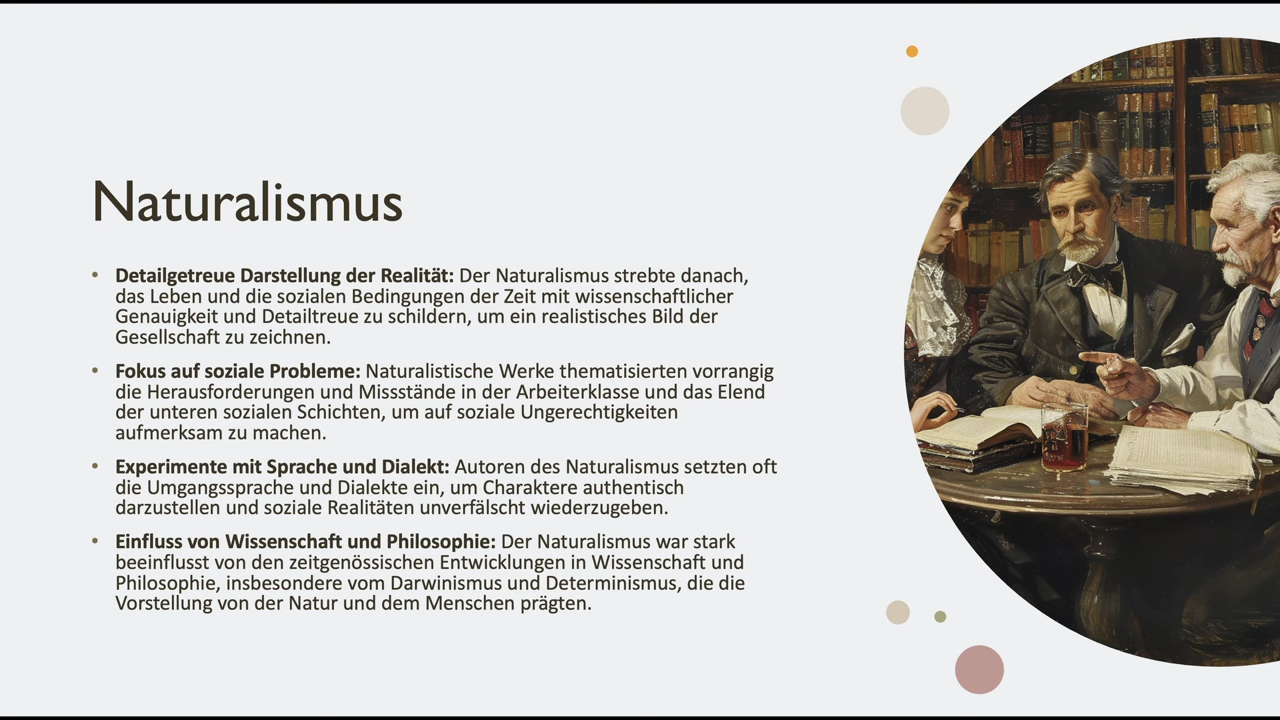 Naturalismus
• Detailgetreue Darstellung der Realität: Der Naturalismus strebte danach,
das Leben und die sozialen Bedingungen der Zeit mit wissenschaftlicher
Genauigkeit und Detailtreue zu schildern, um ein realistisches Bild der
Gesellschaft zu zeichnen.
• Fokus auf soziale Probleme: Naturalistische Werke thematisierten vorrangig
die Herausforderungen und Missstände in der Arbeiterklasse und das Elend
der unteren sozialen Schichten, um auf soziale Ungerechtigkeiten
aufmerksam zu machen.
• Experimente mit Sprache und Dialekt: Autoren des Naturalismus setzten oft
die Umgangssprache und Dialekte ein, um Charaktere authentisch
darzustellen und soziale Realitäten unverfälscht wiederzugeben.
• Einfluss von Wissenschaft und Philosophie: Der Naturalismus war stark
beeinflusst von den zeitgenössischen Entwicklungen in Wissenschaft und
Philosophie, insbesondere vom Darwinismus und Determinismus, die die
Vorstellung von der Natur und dem Menschen prägten.